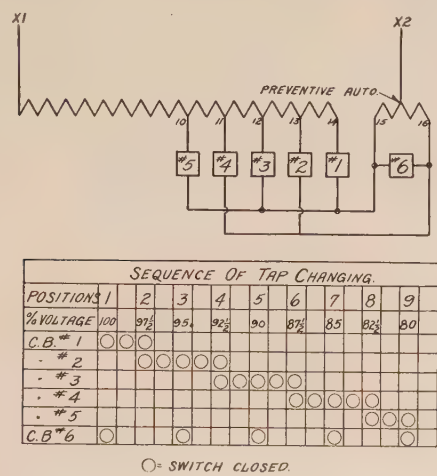 X1 X2
PREVENTIVE AUTO.
10 11 12 13 14 15 16
#5 #4 #3 #2 #1 #6
SEQUENCE OF TAP CHANGING.
POSITIONS 1 2 3 4 5 6 7 8 9
% VOLTAGE 100 97½ 95. 92½ 90 87½ 85 82½ 80
C.B. #1
" #2
" #3
" #4
" #5
C.B #6
O= SWITCH CLOSED.